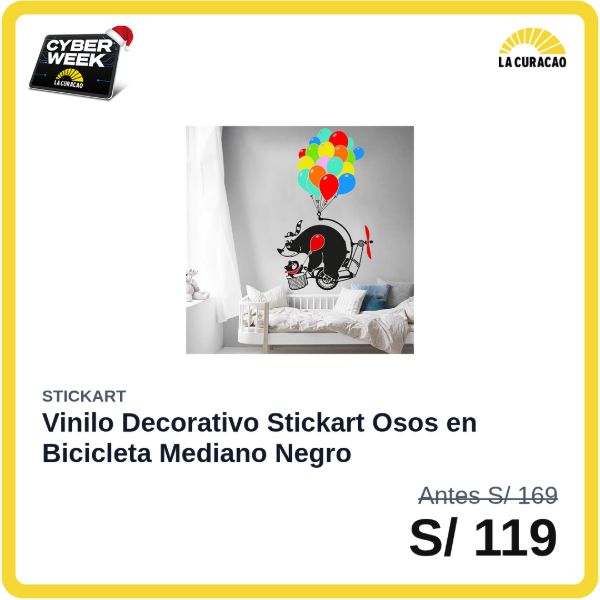 CYBER
WEEK
LA CURACAO
LA CURACAO
STICKART
Vinilo Decorativo Stickart Osos en
Bicicleta Mediano Negro
Antes S/ 169
S/ 119